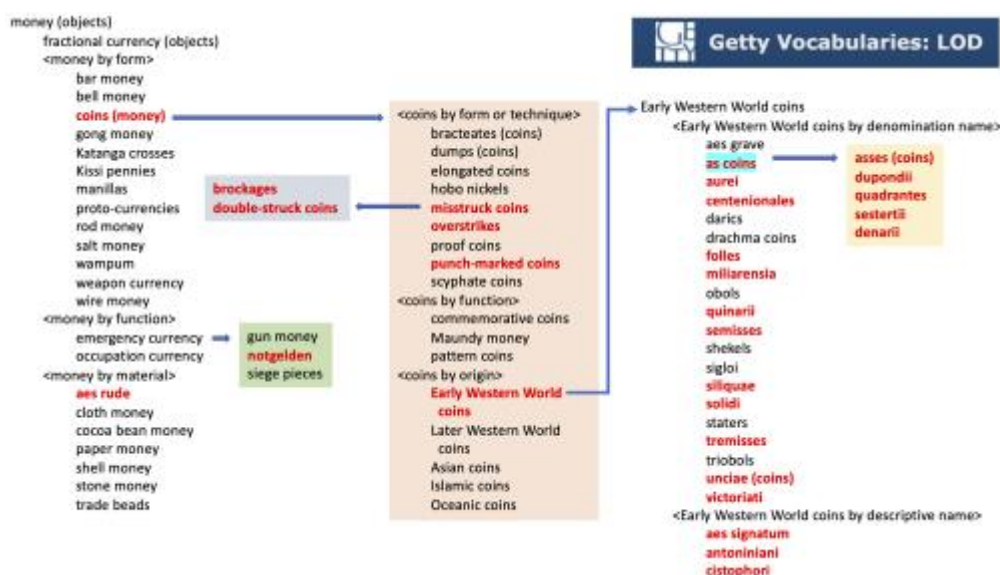 money (objects)
fractional currency (objects)
<money by form>
bar money
bell money
coins (money)
gong money
Katanga crosses
Kissi pennies
manillas
proto-currencies
rod money
salt money
wampum
weapon currency
wire money
<money by function>
emergency currency
occupation currency
<money by material>
aes rude
cloth money
cocoa bean money
paper money
shell money
stone money
trade beads
brockages
double-struck coins
gun money
notgelden
siege pieces
<coins by form or technique>
bracteates (coins)
dumps (coins)
elongated coins
hobo nickels
misstruck coins
overstrikes
proof coins
punch-marked coins
scyphate coins
<coins by function>
commemorative coins
Maundy money
pattern coins
<coins by origin>
Early Western World
coins
Later Western World
coins
Asian coins
Islamic coins
Oceanic coins
Getty Vocabularies: LOD
Early Western World coins
<Early Western World coins by denomination name>
aes grave
as coins
aurei
centenionales
darics
drachma coins
folles
miliarensia
obols
quinarii
semisses
shekels
sigloi
siliquae
solidi
staters
tremisses
triobols
unciae (coins)
victoriati
<Early Western World coins by descriptive name>
aes signatum
antoniniani
cistophori
asses (coins)
dupondii
quadrantes
sestertii
denarii